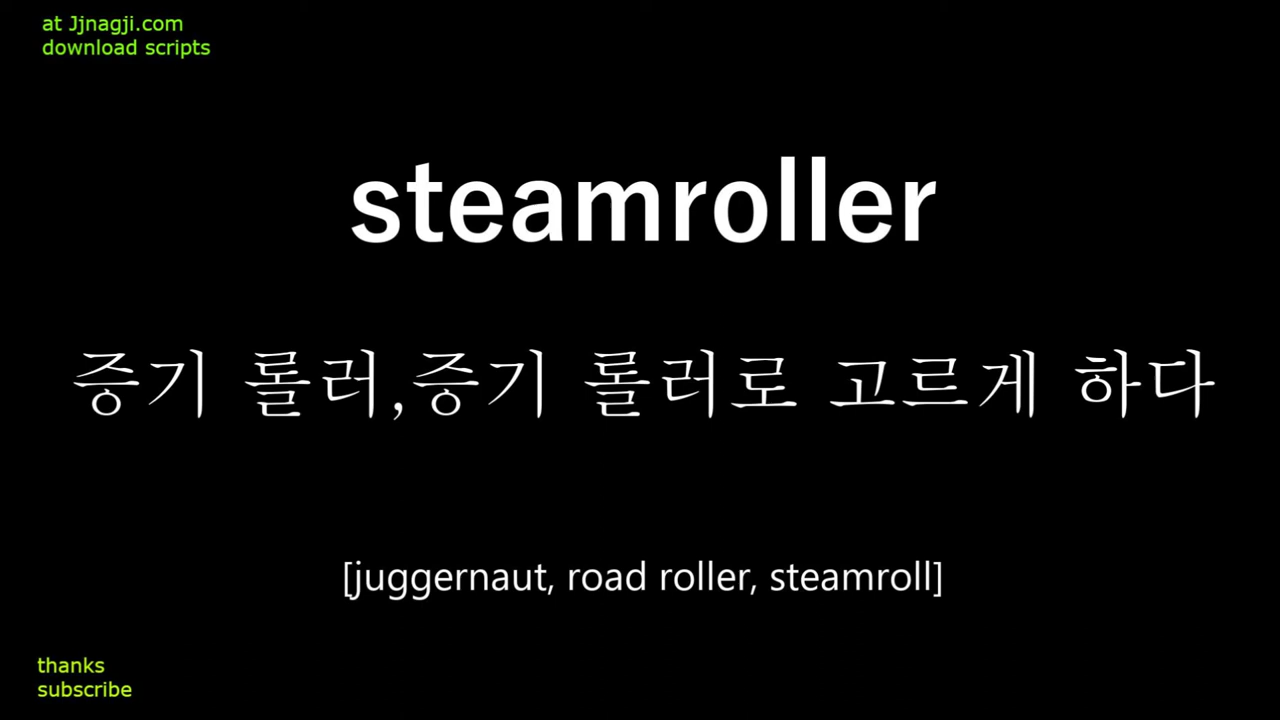 at Jjnagji.com
download scripts
steamroller
증기 롤러,증기 롤러로 고르게 하다
[juggernaut, road roller, steamroll]
thanks
subscribe